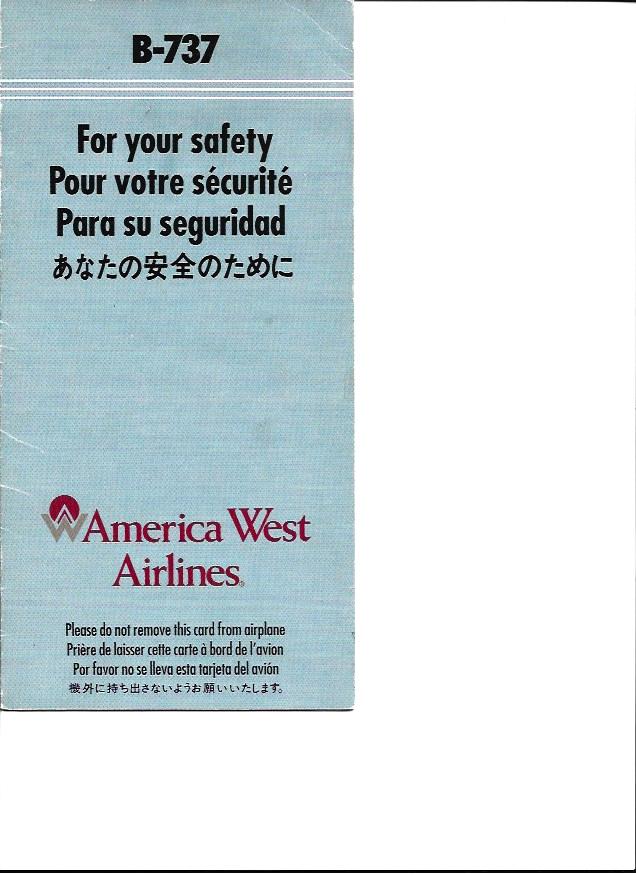 B-737
For your safety
Pour votre sécurité
Para su seguridad
あなたの安全のために
America West
Airlines®
Please do not remove this card from airplane
Prière de laisser cette carte à bord de l'avion
Por favor no se lleva esta tarjeta del avión
機外に持ち出さないようお願いいたします。